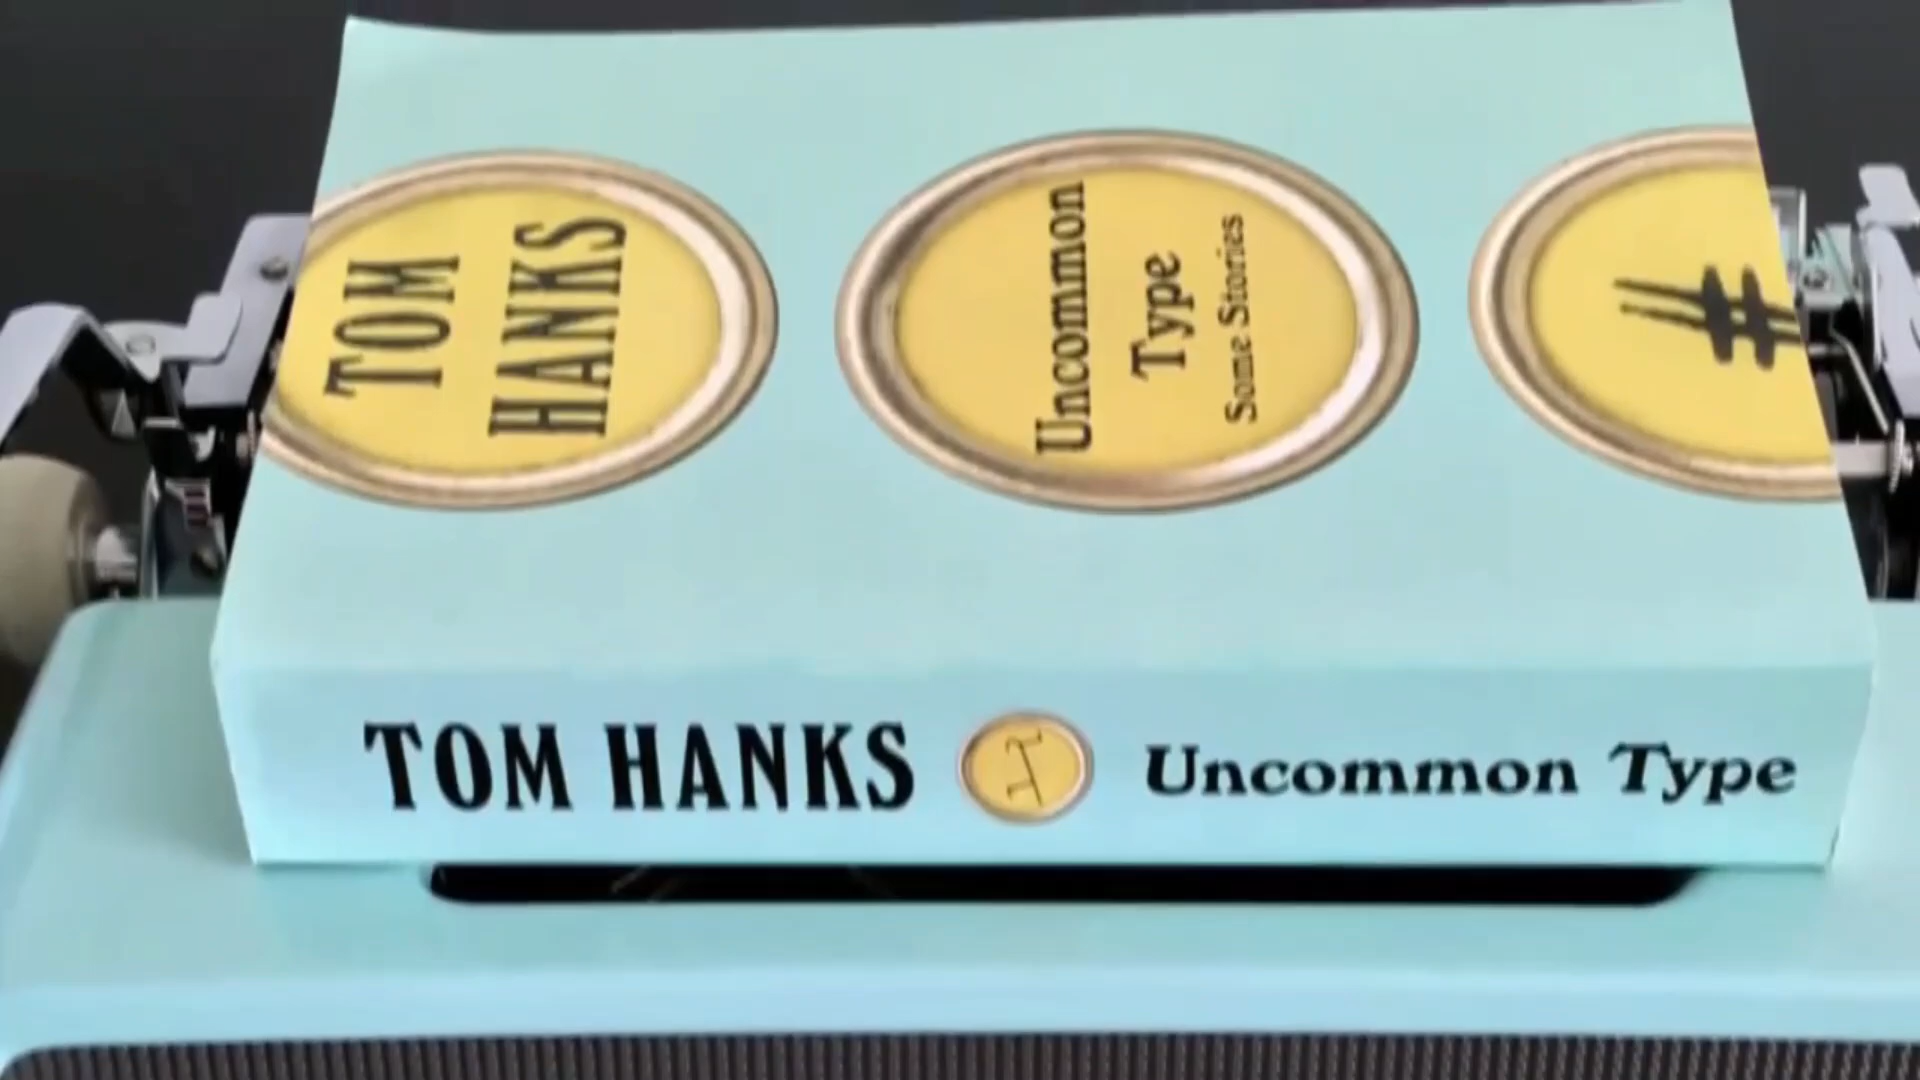 TOM
HANKS
Uncommon
Type
Some Stories
#
TOM HANKS
Uncommon Type